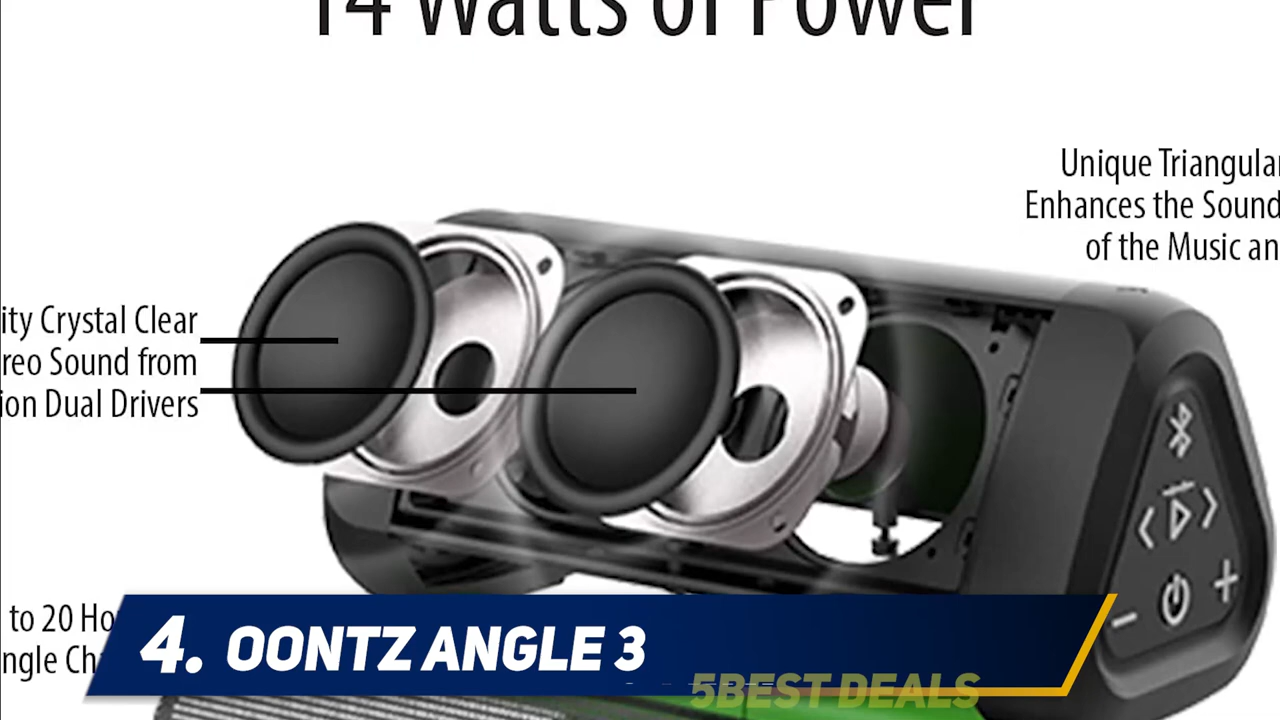 14 Watts of Power
Unique Triangular
Enhances the Sound
of the Music an
ity Crystal Clear
reo Sound from
ion Dual Drivers
to 20 Ho
ngle Ch
4. OONTZ ANGLE 3
5BEST DEALS